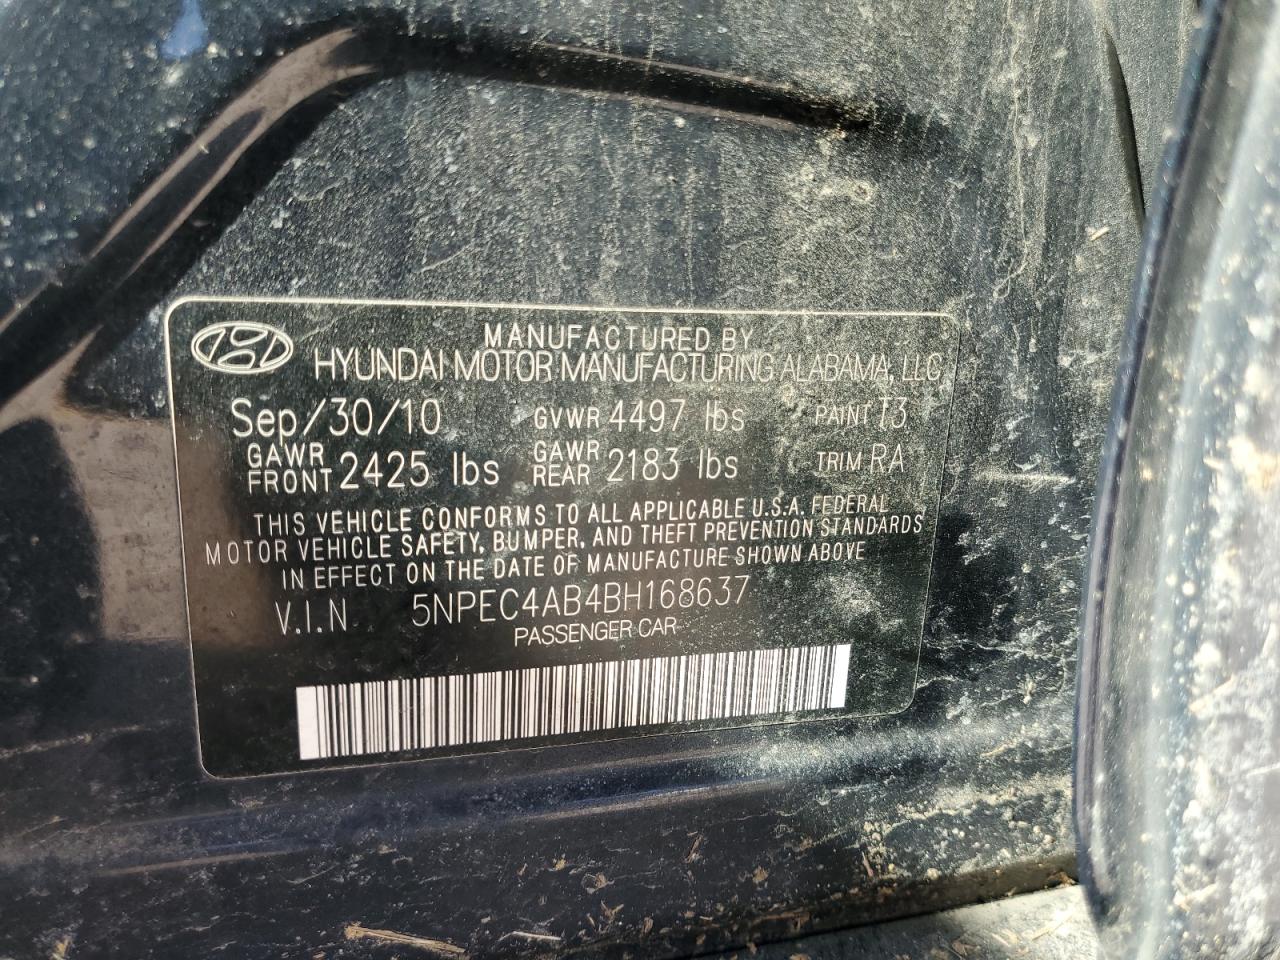 MANUFACTURED BY
HYUNDAI MOTOR MANUFACTURING ALABAMA, LLC
Sep/30/10 GVWR 4497 lbs PAINT T3
GAWR FRONT 2425 lbs GAWR REAR 2183 lbs TRIM RA
THIS VEHICLE CONFORMS TO ALL APPLICABLE U.S.A. FEDERAL
MOTOR VEHICLE SAFETY, BUMPER, AND THEFT PREVENTION STANDARDS
IN EFFECT ON THE DATE OF MANUFACTURE SHOWN ABOVE
V.I.N 5NPEC4AB4BH168637
PASSENGER CAR